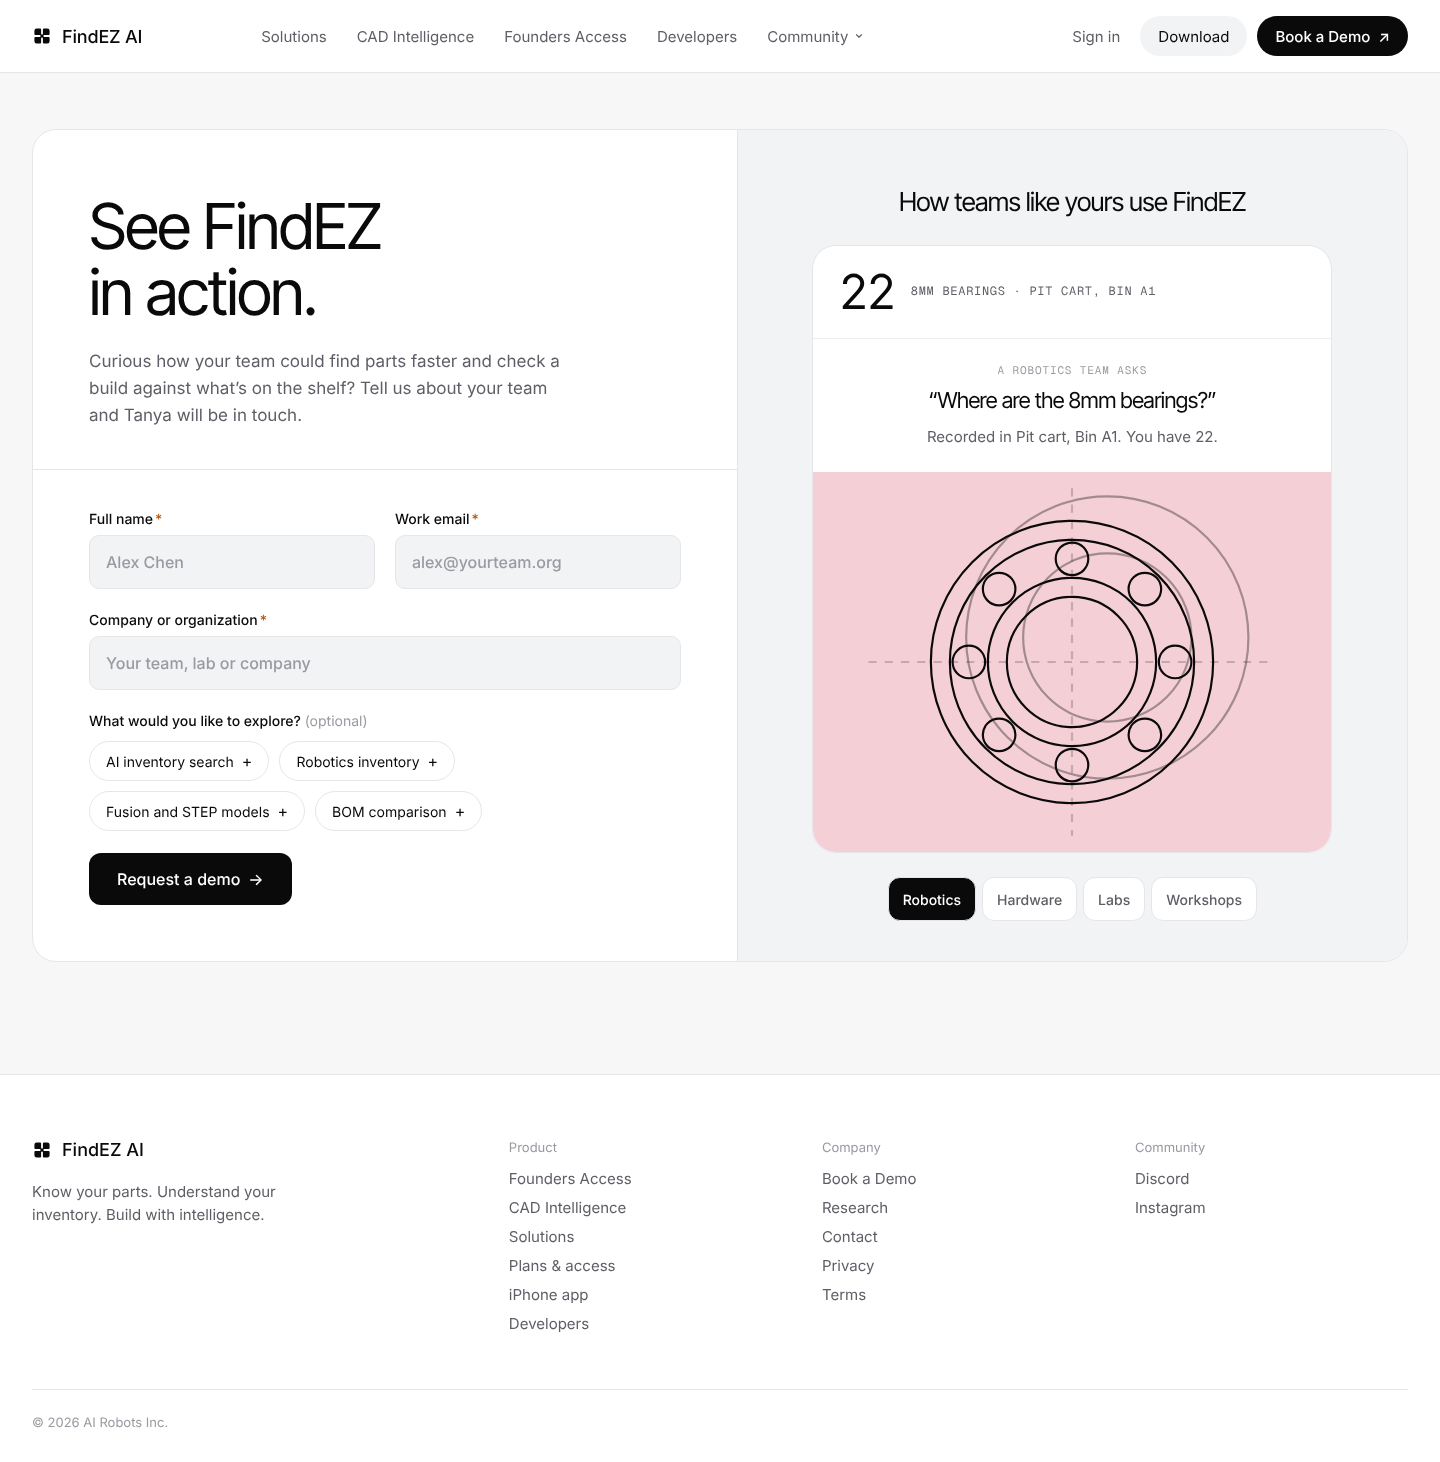 FindEZ AI
Solutions
CAD Intelligence
Founders Access
Developers
Community
Sign in
Download
Book a Demo ↗
See FindEZ
in action.
Curious how your team could find parts faster and check a
build against what’s on the shelf? Tell us about your team
and Tanya will be in touch.
Full name*
Work email*
Alex Chen
alex@yourteam.org
Company or organization*
Your team, lab or company
What would you like to explore? (optional)
AI inventory search +
Robotics inventory +
Fusion and STEP models +
BOM comparison +
Request a demo →
How teams like yours use FindEZ
22 8MM BEARINGS · PIT CART, BIN A1
A ROBOTICS TEAM ASKS
“Where are the 8mm bearings?”
Recorded in Pit cart, Bin A1. You have 22.
Robotics
Hardware
Labs
Workshops
FindEZ AI
Know your parts. Understand your
inventory. Build with intelligence.
Product
Founders Access
CAD Intelligence
Solutions
Plans & access
iPhone app
Developers
Company
Book a Demo
Research
Contact
Privacy
Terms
Community
Discord
Instagram
© 2026 AI Robots Inc.